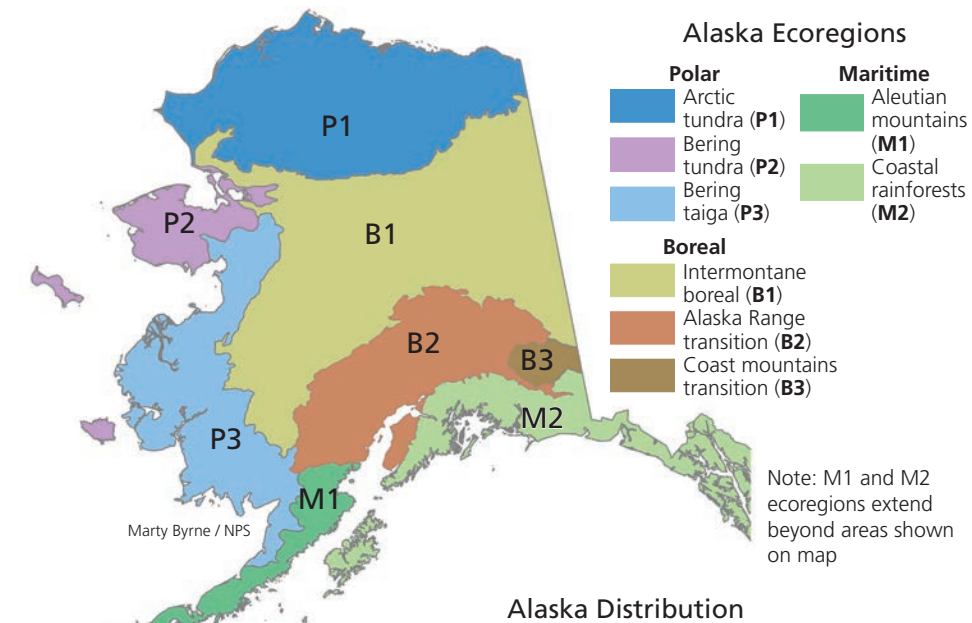 Alaska Ecoregions
Polar
Arctic
tundra (P1)
Bering
tundra (P2)
Bering
taiga (P3)
Maritime
Aleutian
mountains
(M1)
Coastal
rainforests
(M2)
Boreal
Intermontane
boreal (B1)
Alaska Range
transition (B2)
Coast mountains
transition (B3)
P1
P2
B1
B2
B3
M2
P3
M1
Note: M1 and M2
ecoregions extend
beyond areas shown
on map
Marty Byrne / NPS
Alaska Distribution